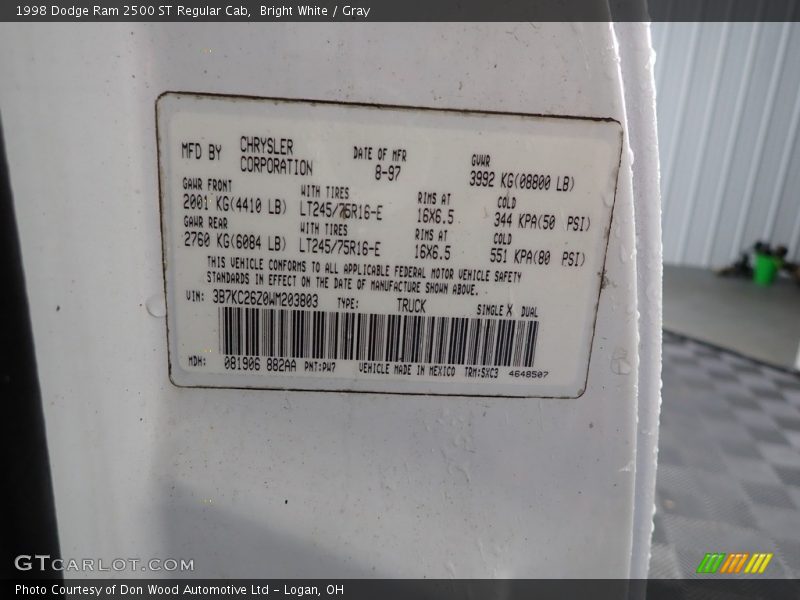 1998 Dodge Ram 2500 ST Regular Cab, Bright White / Gray
MFD BY CHRYSLER CORPORATION
DATE OF MFR 8-97
GVWR 3992 KG(08800 LB)
GAWR FRONT WITH TIRES RIMS AT COLD
2001 KG(4410 LB) LT245/75R16-E 16X6.5 344 KPA(50 PSI)
GAWR REAR WITH TIRES RIMS AT COLD
2760 KG(6084 LB) LT245/75R16-E 16X6.5 551 KPA(80 PSI)
THIS VEHICLE CONFORMS TO ALL APPLICABLE FEDERAL MOTOR VEHICLE SAFETY
STANDARDS IN EFFECT ON THE DATE OF MANUFACTURE SHOWN ABOVE.
VIN: 3B7KC26Z0WM203803 TYPE: TRUCK SINGLE X DUAL
MDH: 081906 882AA PNT:PW7 VEHICLE MADE IN MEXICO TRM:SXC3 4648507
GTCARLOT.COM
Photo Courtesy of Don Wood Automotive Ltd - Logan, OH